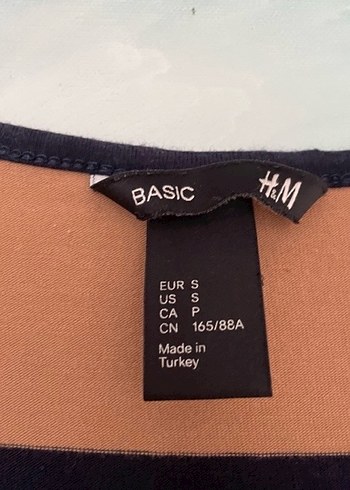 BASIC H&M
EUR S
US S
CA P
CN 165/88A
Made in
Turkey